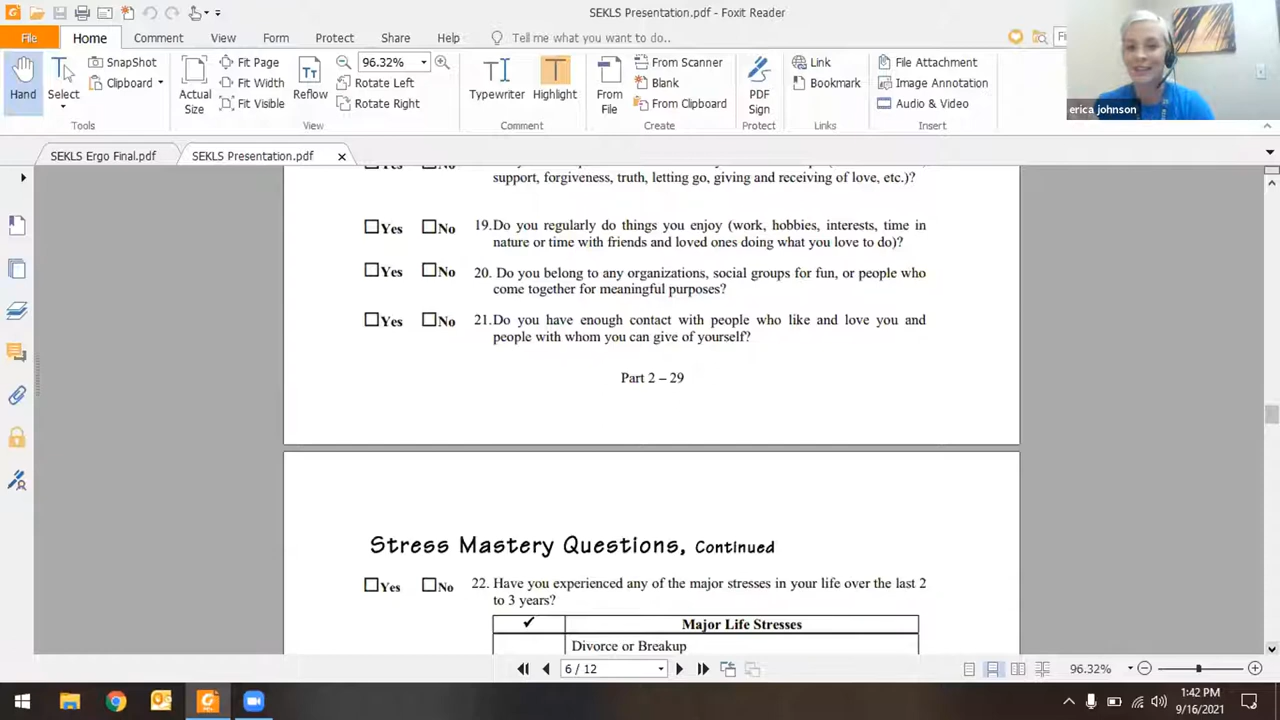 SEKLS Presentation.pdf - Foxit Reader
File Home Comment View Form Protect Share Help Tell me what you want to do...
Hand
Select
SnapShot
Clipboard
Actual Size
Fit Page
Fit Width
Fit Visible
Reflow
96.32%
Rotate Left
Rotate Right
Typewriter
Highlight
From File
From Scanner
Blank
From Clipboard
PDF Sign
Link
Bookmark
File Attachment
Image Annotation
Audio & Video
Tools View Comment Create Protect Links Insert
erica johnson
SEKLS Ergo Final.pdf SEKLS Presentation.pdf
support, forgiveness, truth, letting go, giving and receiving of love, etc.)?
Yes No 19.Do you regularly do things you enjoy (work, hobbies, interests, time in
nature or time with friends and loved ones doing what you love to do)?
Yes No 20. Do you belong to any organizations, social groups for fun, or people who
come together for meaningful purposes?
Yes No 21.Do you have enough contact with people who like and love you and
people with whom you can give of yourself?
Part 2 – 29
Stress Mastery Questions, Continued
Yes No 22. Have you experienced any of the major stresses in your life over the last 2
to 3 years?
✓ Major Life Stresses
Divorce or Breakup
6 / 12
96.32%
1:42 PM
9/16/2021